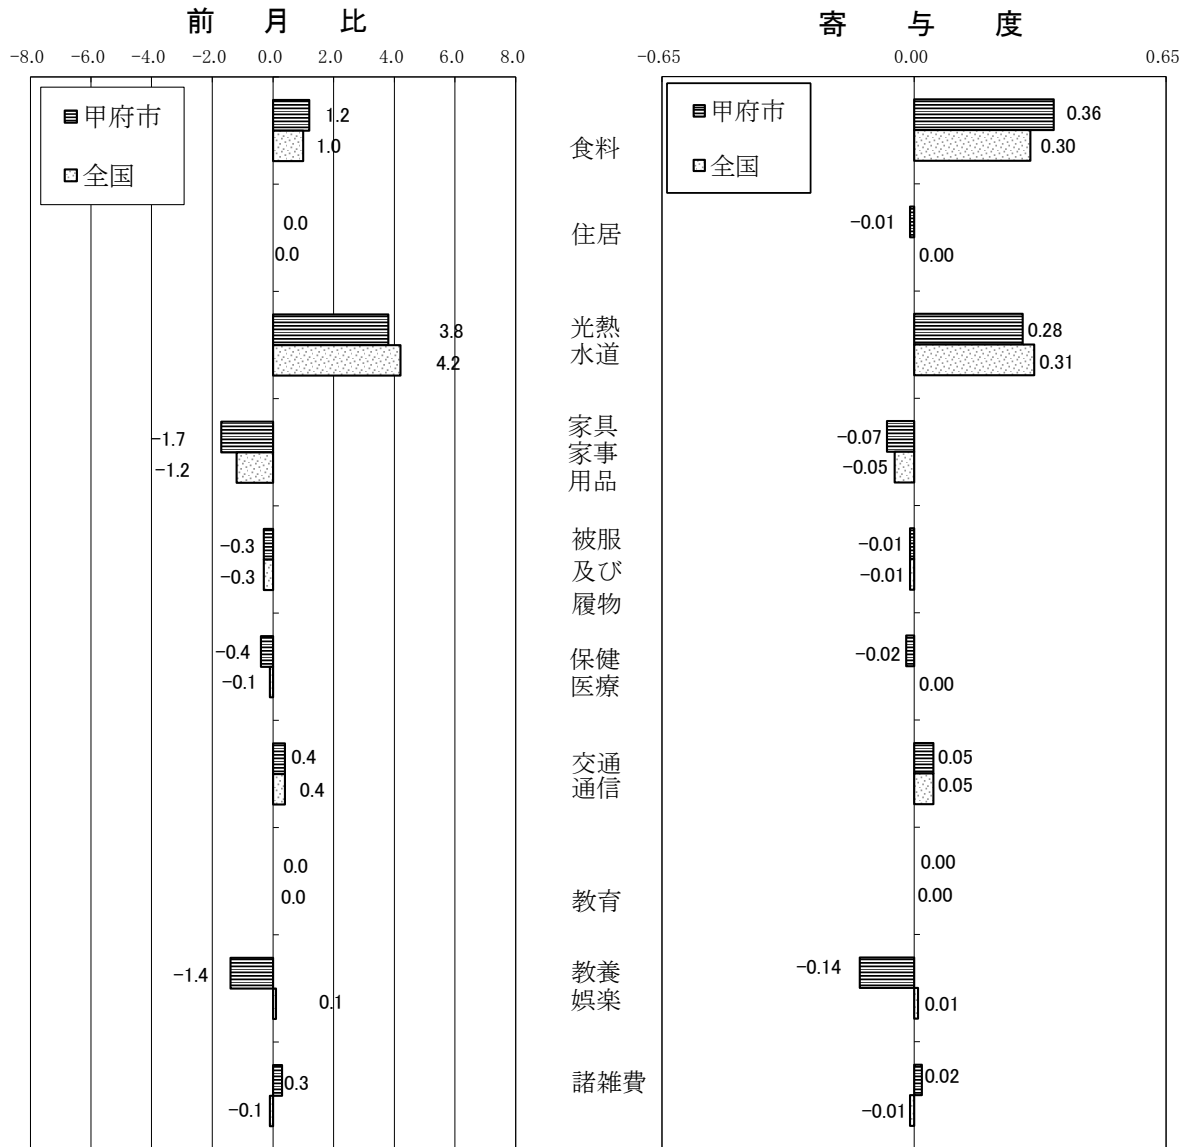 前 月 比
-8.0 -6.0 -4.0 -2.0 0.0 2.0 4.0 6.0 8.0
甲府市
全国
1.2
1.0
0.0
0.0
3.8
4.2
-1.7
-1.2
-0.3
-0.3
-0.4
-0.1
0.4
0.4
0.0
0.0
-1.4
0.1
0.3
-0.1
食料
住居
光熱
水道
家具
家事
用品
被服
及び
履物
保健
医療
交通
通信
教育
教養
娯楽
諸雑費
寄 与 度
-0.65 0.00 0.65
甲府市
全国
0.36
0.30
-0.01
0.00
0.28
0.31
-0.07
-0.05
-0.01
-0.01
-0.02
0.00
0.05
0.05
0.00
0.00
-0.14
0.01
0.02
-0.01